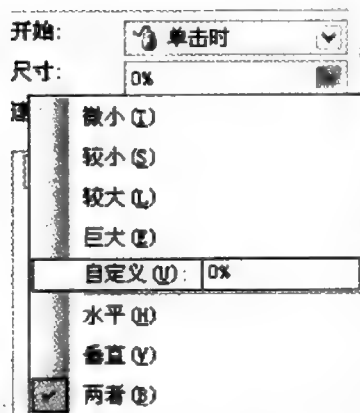 开始: 单击时
尺寸: 0%
微小(I)
较小(S)
较大(L)
巨大(E)
自定义(U): 0%
水平(H)
垂直(V)
两者(B)